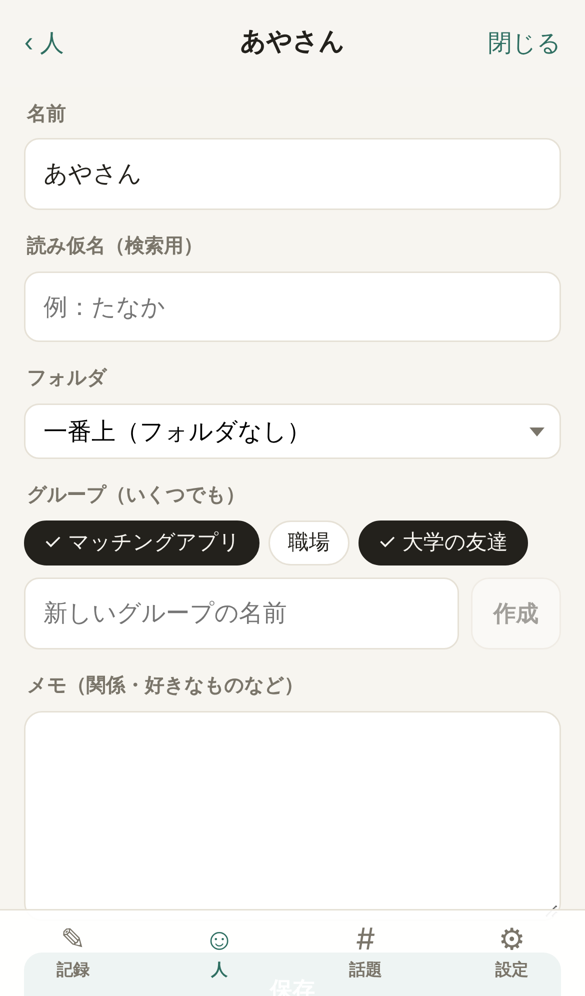 ‹ 人 あやさん 閉じる
名前
あやさん
読み仮名（検索用）
例：たなか
フォルダ
一番上（フォルダなし）
グループ（いくつでも）
✓ マッチングアプリ 職場 ✓ 大学の友達
新しいグループの名前 作成
メモ（関係・好きなものなど）
記録 人 # 話題 設定
保存